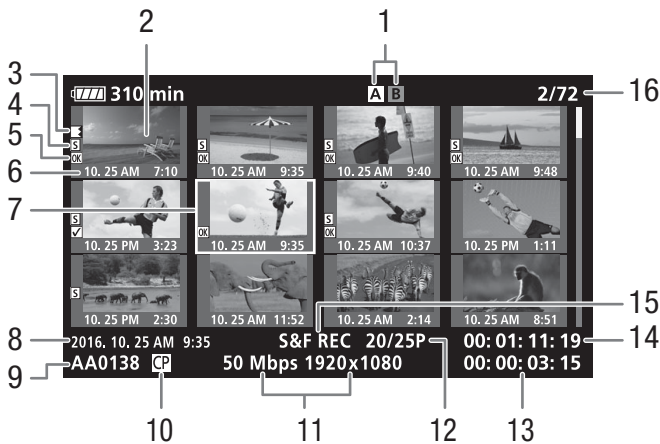 2 1
3
4
5
6
7
8
9
310 min A B 2/72 16
S OK 10. 25 AM 7:10
S OK 10. 25 AM 9:35
S OK 10. 25 AM 9:40
S 10. 25 AM 9:48
S 10. 25 PM 3:23
OK 10. 25 AM 9:35
S OK 10. 25 AM 10:37
10. 25 PM 1:11
S 10. 25 PM 2:30
10. 25 AM 11:52
10. 25 AM 2:14
10. 25 AM 8:51
15
2016. 10. 25 AM 9:35 S&F REC 20/25P 00: 01: 11: 19 14
AA0138 CP 50 Mbps 1920x1080 00: 00: 03: 15
10 11 12 13